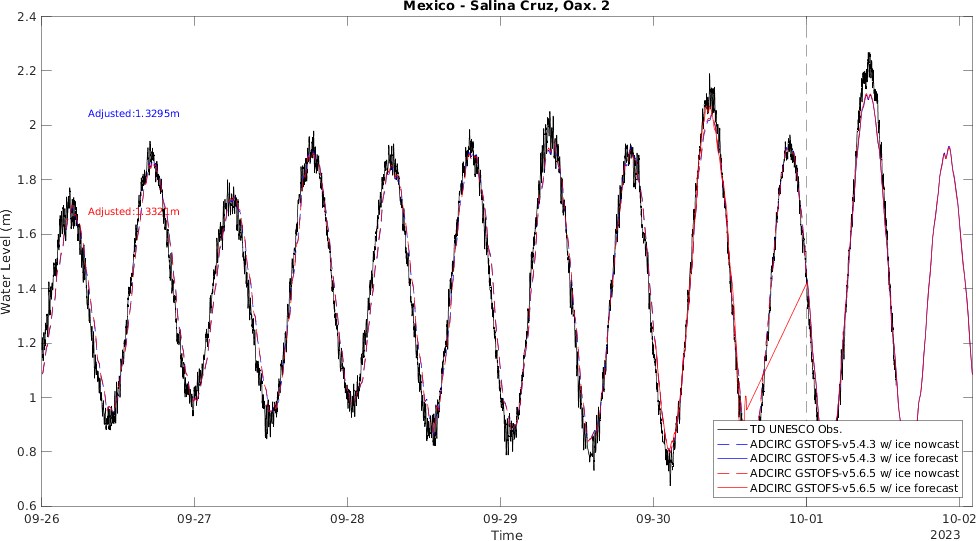 Mexico - Salina Cruz, Oax. 2
2.4
2.2
2
1.8
1.6
1.4
1.2
1
0.8
0.6
Water Level (m)
Adjusted:1.3295m
Adjusted:1.3321m
TD UNESCO Obs.
ADCIRC GSTOFS-v5.4.3 w/ ice nowcast
ADCIRC GSTOFS-v5.4.3 w/ ice forecast
ADCIRC GSTOFS-v5.6.5 w/ ice nowcast
ADCIRC GSTOFS-v5.6.5 w/ ice forecast
09-26 09-27 09-28 09-29 09-30 10-01 10-02
Time
2023